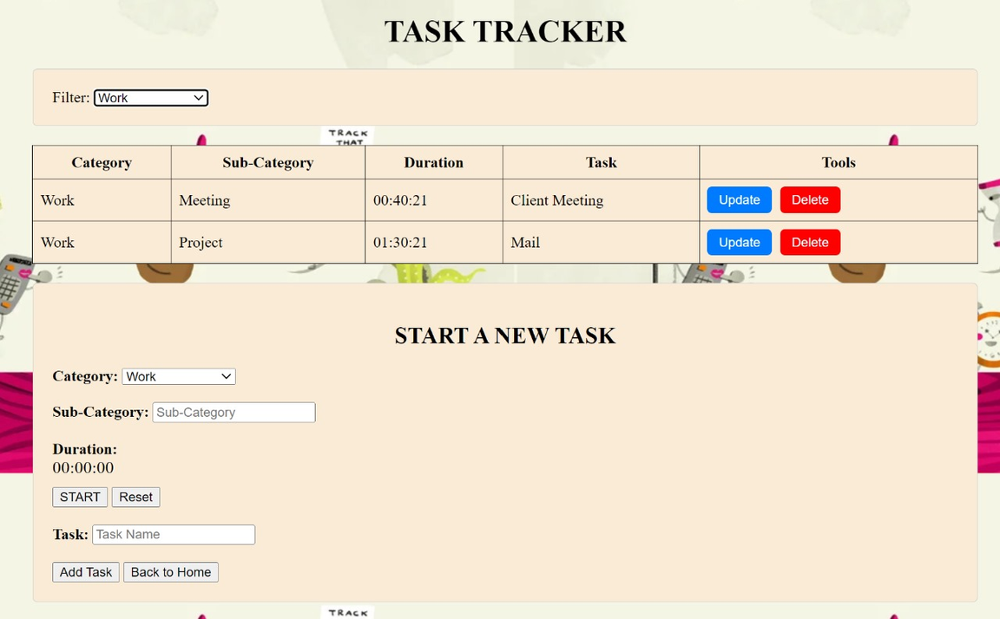 TASK TRACKER
Filter: Work
TRACK
THAT
Category Sub-Category Duration Task Tools
Work Meeting 00:40:21 Client Meeting Update Delete
Work Project 01:30:21 Mail Update Delete
START A NEW TASK
Category: Work
Sub-Category: Sub-Category
Duration:
00:00:00
START Reset
Task: Task Name
Add Task Back to Home
TRACK